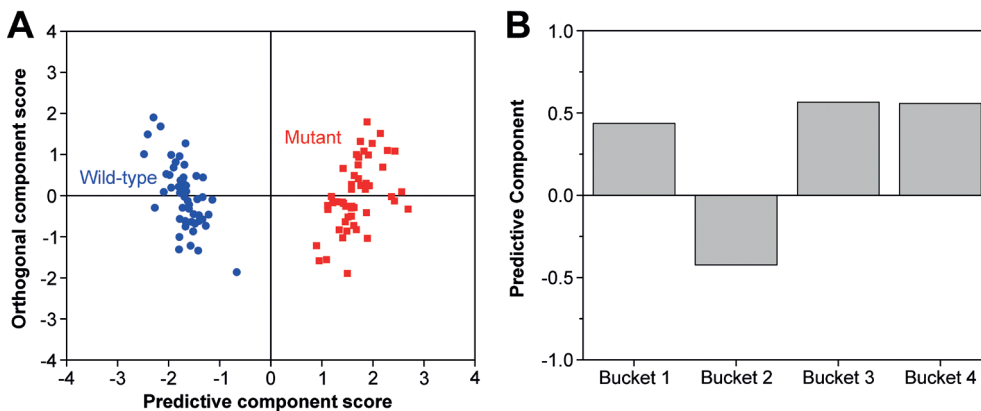 A
Orthogonal component score
4
3
2
1
0
-1
-2
-3
-4
Wild-type
Mutant
-4 -3 -2 -1 0 1 2 3 4
Predictive component score
B
Predictive Component
1.0
0.5
0.0
-0.5
-1.0
Bucket 1 Bucket 2 Bucket 3 Bucket 4